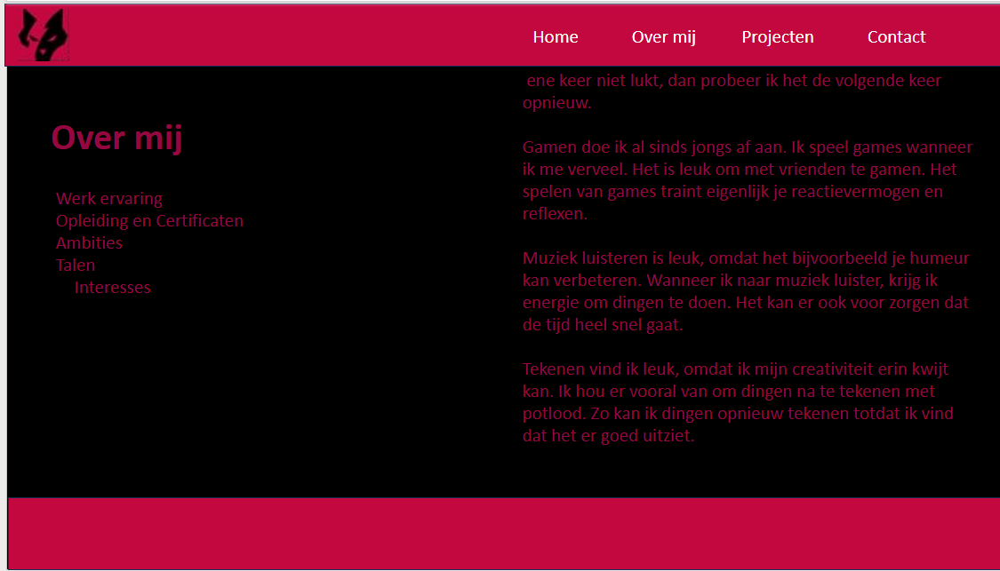 Home Over mij Projecten Contact
Over mij
Werk ervaring
Opleiding en Certificaten
Ambities
Talen
Interesses
ene keer niet lukt, dan probeer ik het de volgende keer
opnieuw.
Gamen doe ik al sinds jongs af aan. Ik speel games wanneer
ik me verveel. Het is leuk om met vrienden te gamen. Het
spelen van games traint eigenlijk je reactievermogen en
reflexen.
Muziek luisteren is leuk, omdat het bijvoorbeeld je humeur
kan verbeteren. Wanneer ik naar muziek luister, krijg ik
energie om dingen te doen. Het kan er ook voor zorgen dat
de tijd heel snel gaat.
Tekenen vind ik leuk, omdat ik mijn creativiteit erin kwijt
kan. Ik hou er vooral van om dingen na te tekenen met
potlood. Zo kan ik dingen opnieuw tekenen totdat ik vind
dat het er goed uitziet.